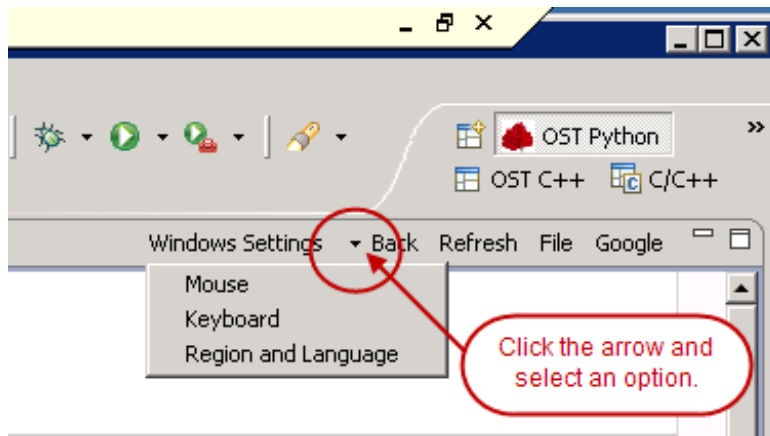 OST Python
OST C++ C/C++
Windows Settings Back Refresh File Google
Mouse
Keyboard
Region and Language
Click the arrow and
select an option.